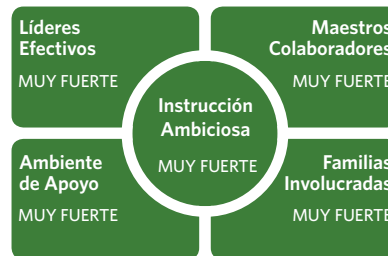 Líderes
Efectivos
MUY FUERTE
Maestros
Colaboradores
MUY FUERTE
Instrucción
Ambiciosa
MUY FUERTE
Ambiente
de Apoyo
MUY FUERTE
Familias
Involucradas
MUY FUERTE